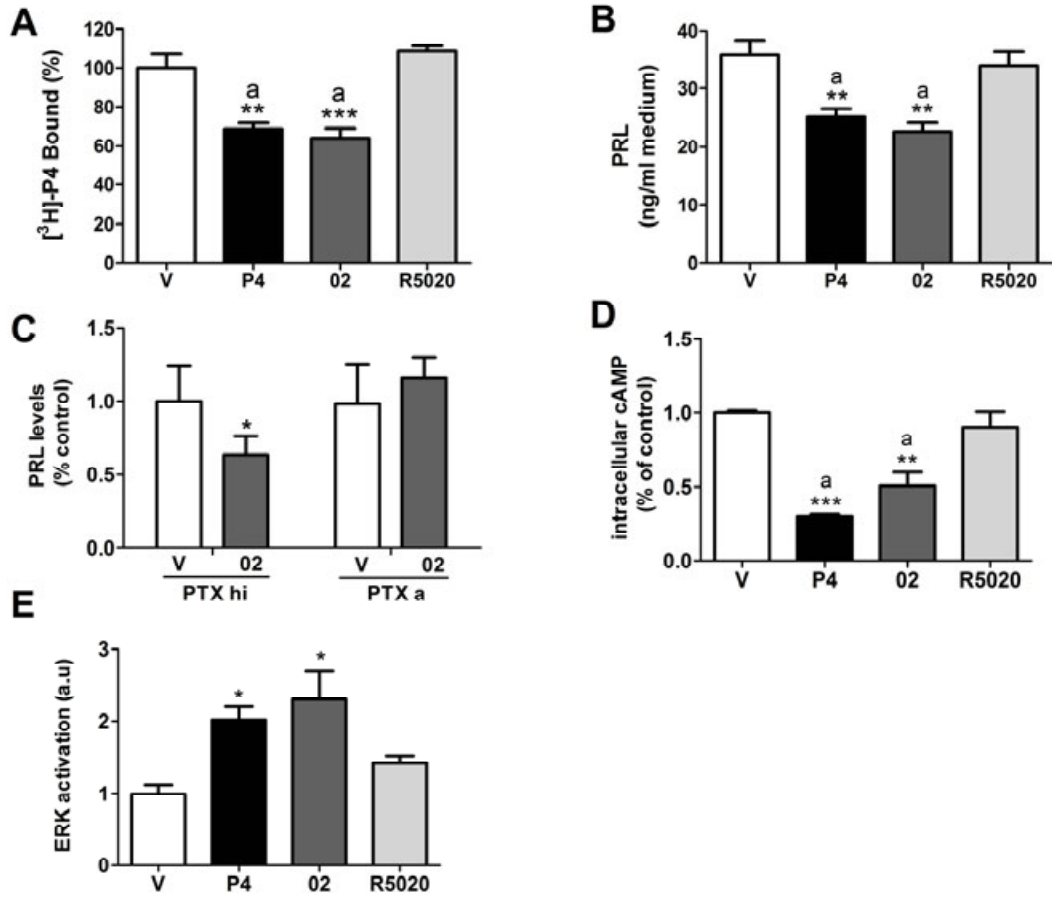 A
[³H]-P4 Bound (%)
120
100
80
60
40
20
0
a
**
a
***
V P4 02 R5020
B
PRL
(ng/ml medium)
40
30
20
10
0
a
**
a
**
V P4 02 R5020
C
PRL levels
(% control)
1.5
1.0
0.5
0.0
*
V 02 V 02
PTX hi PTX a
D
intracellular cAMP
(% of control)
1.5
1.0
0.5
0.0
a
***
a
**
V P4 02 R5020
E
ERK activation (a.u)
3
2
1
0
*
*
V P4 02 R5020